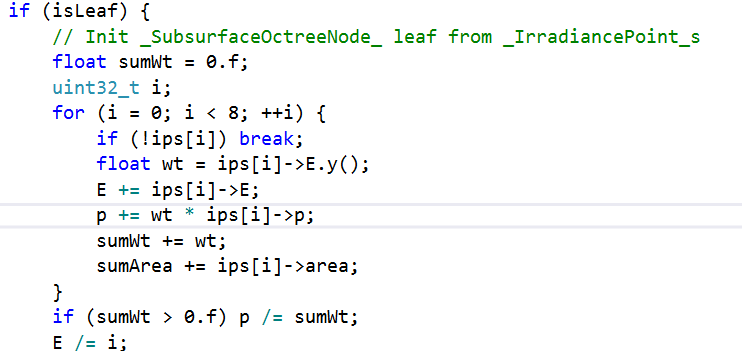 if (isLeaf) {
    // Init _SubsurfaceOctreeNode_ leaf from _IrradiancePoint_s
    float sumWt = 0.f;
    uint32_t i;
    for (i = 0; i < 8; ++i) {
        if (!ips[i]) break;
        float wt = ips[i]->E.y();
        E += ips[i]->E;
        p += wt * ips[i]->p;
        sumWt += wt;
        sumArea += ips[i]->area;
    }
    if (sumWt > 0.f) p /= sumWt;
    E /= i;